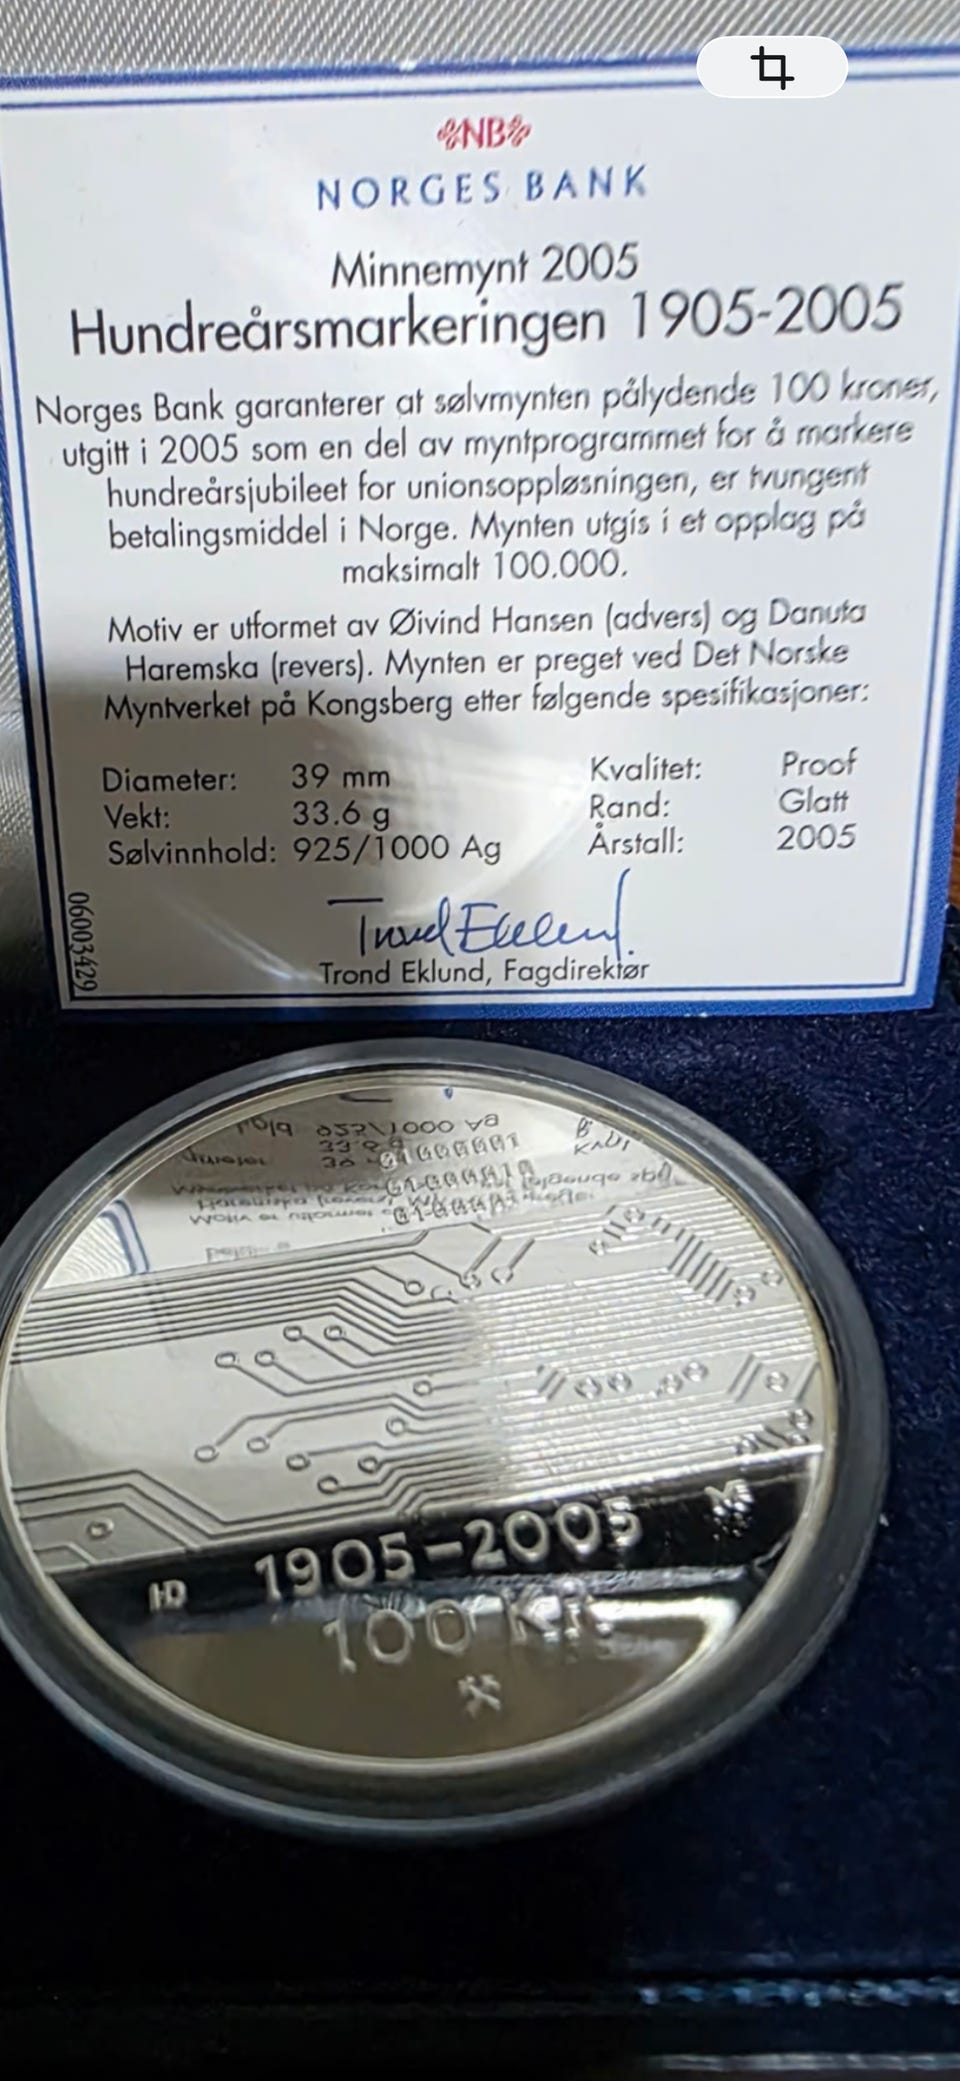 NB
NORGES BANK
Minnemynt 2005
Hundreårsmarkeringen 1905-2005
Norges Bank garanterer at sølvmynten pålydende 100 kroner,
utgitt i 2005 som en del av myntprogrammet for å markere
hundreårsjubileet for unionsoppløsningen, er tvungent
betalingsmiddel i Norge. Mynten utgis i et opplag på
maksimalt 100.000.
Motiv er utformet av Øivind Hansen (advers) og Danuta
Haremska (revers). Mynten er preget ved Det Norske
Myntverket på Kongsberg etter følgende spesifikasjoner:
Diameter: 39 mm Kvalitet: Proof
Vekt: 33.6 g Rand: Glatt
Sølvinnhold: 925/1000 Ag Årstall: 2005
06003429
Trond Eklund
Trond Eklund, Fagdirektør
1905-2005
100 KR